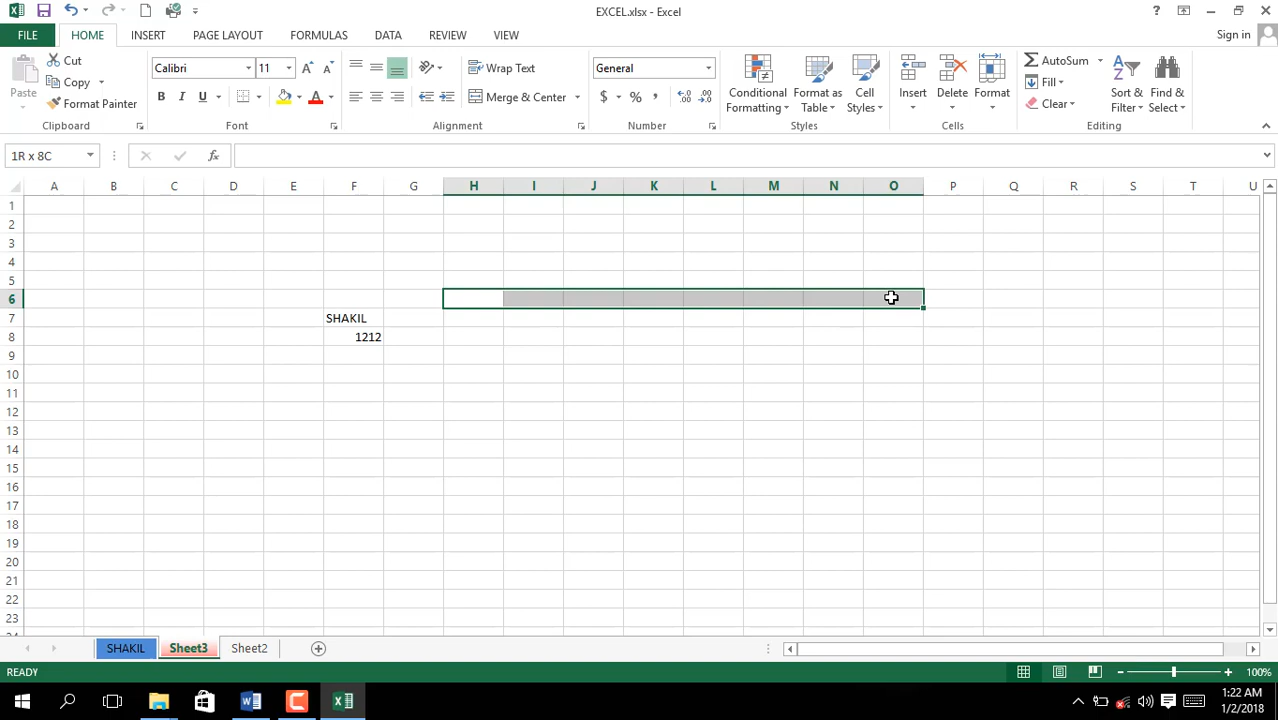 EXCEL.xlsx - Excel
?
FILE HOME INSERT PAGE LAYOUT FORMULAS DATA REVIEW VIEW Sign in
Paste
Cut
Copy
Format Painter
Clipboard
Calibri 11
B I U A
Font
Wrap Text
Merge & Center
Alignment
General
$ % ,
Number
Conditional Formatting
Format as Table
Cell Styles
Styles
Insert
Delete
Format
Cells
AutoSum
Fill
Clear
Sort & Filter
Find & Select
Editing
1R x 8C fx
A B C D E F G H I J K L M N O P Q R S T U
1
2
3
4
5
6
7 SHAKIL
8 1212
9
10
11
12
13
14
15
16
17
18
19
20
21
22
23
SHAKIL Sheet3 Sheet2
READY 100%
1:22 AM
1/2/2018